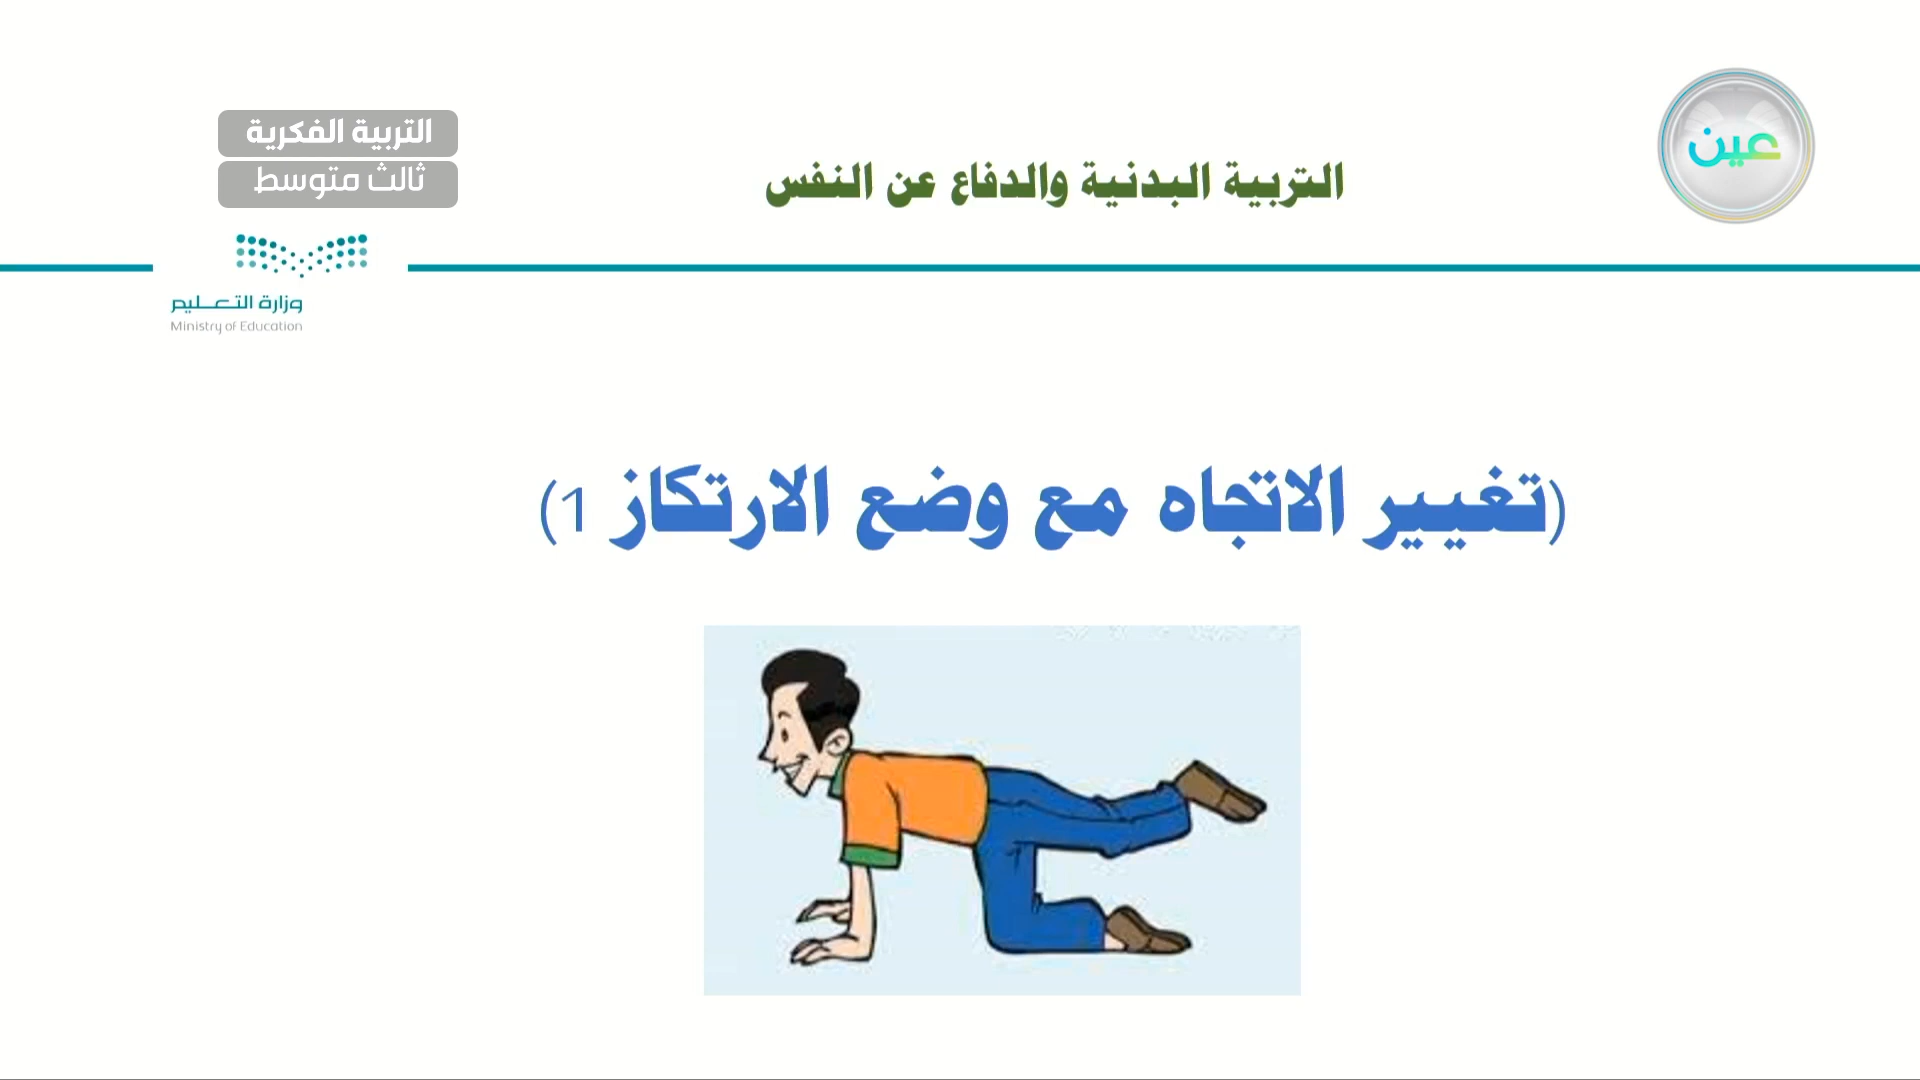 التربية الفكرية
ثالث متوسط
التربية البدنية والدفاع عن النفس
عين
وزارة التعليم
Ministry of Education
(تغيير الاتجاه مع وضع الارتكاز 1)